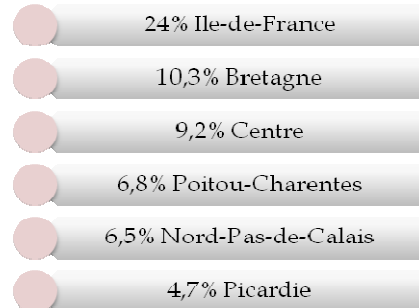 24% Ile-de-France
10,3% Bretagne
9,2% Centre
6,8% Poitou-Charentes
6,5% Nord-Pas-de-Calais
4,7% Picardie